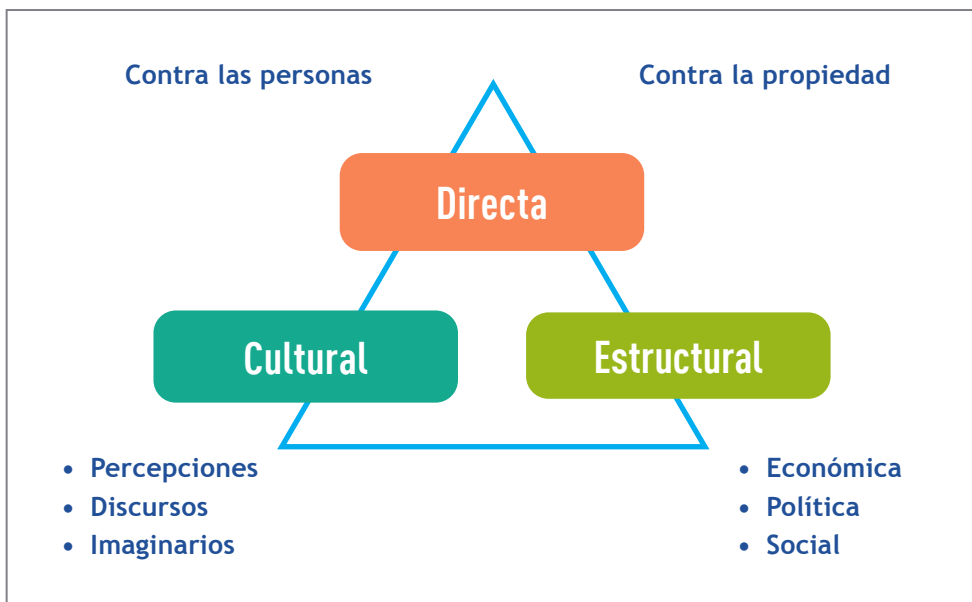 Contra las personas
Contra la propiedad
Directa
Cultural
Estructural
• Percepciones
• Discursos
• Imaginarios
• Económica
• Política
• Social